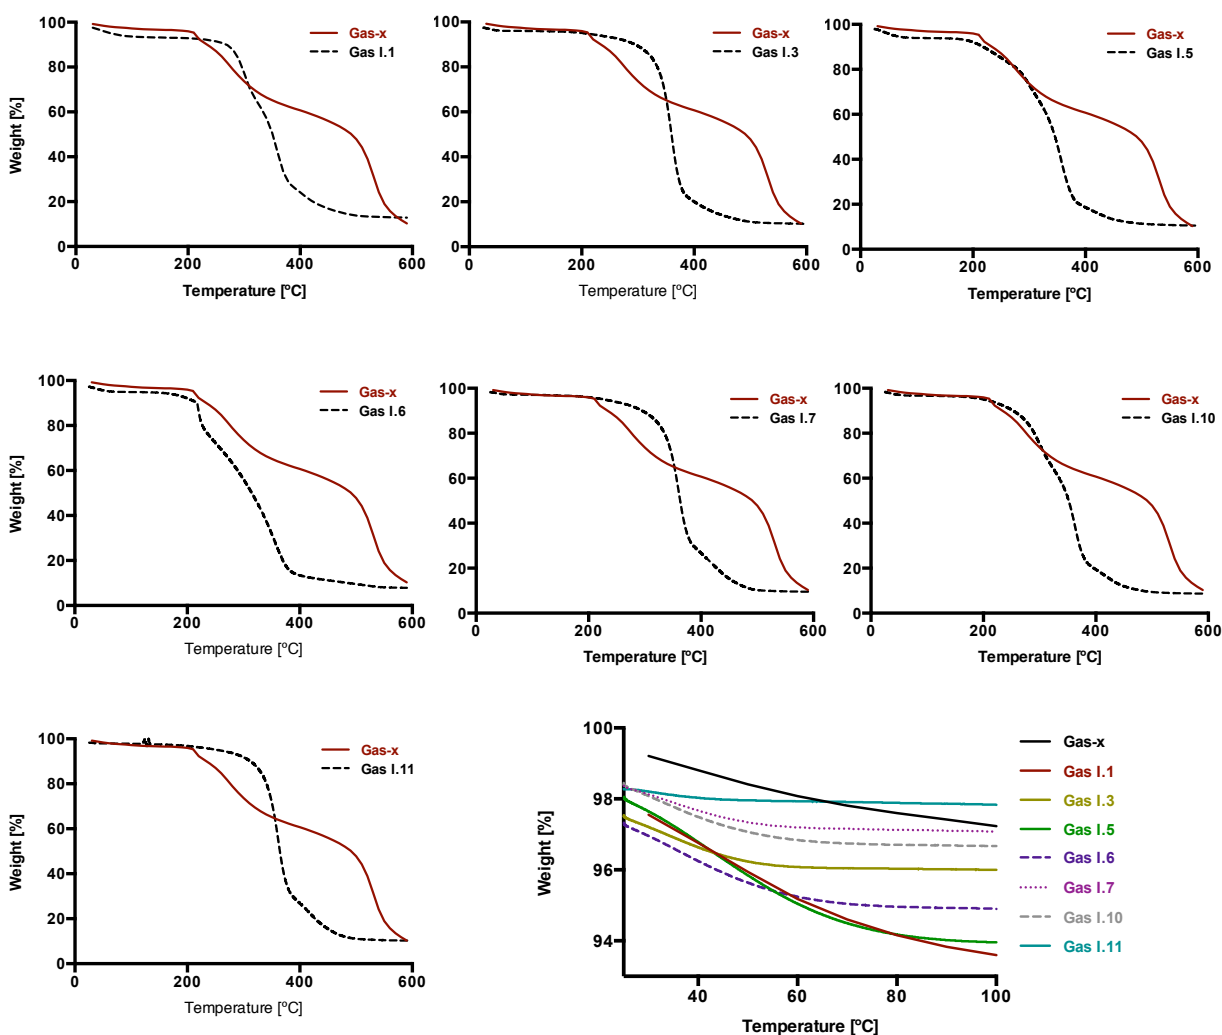 100
80
60
40
20
0
Weight [%]
Gas-x
Gas I.1
0
200
400
600
Temperature [ºC]
100
80
60
40
20
0
Gas-x
Gas I.3
0
200
400
600
Temperature [ºC]
100
80
60
40
20
0
Gas-x
Gas I.5
0
200
400
600
Temperature [ºC]
100
80
60
40
20
0
Weight [%]
Gas-x
Gas I.6
0
200
400
600
Temperature [ºC]
100
80
60
40
20
0
Gas-x
Gas I.7
0
200
400
600
Temperature [ºC]
100
80
60
40
20
0
Gas-x
Gas I.10
0
200
400
600
Temperature [ºC]
100
80
60
40
20
0
Weight [%]
Gas-x
Gas I.11
0
200
400
600
Temperature [ºC]
100
98
96
94
Weight [%]
40
60
80
100
Temperature [ºC]
Gas-x
Gas I.1
Gas I.3
Gas I.5
Gas I.6
Gas I.7
Gas I.10
Gas I.11